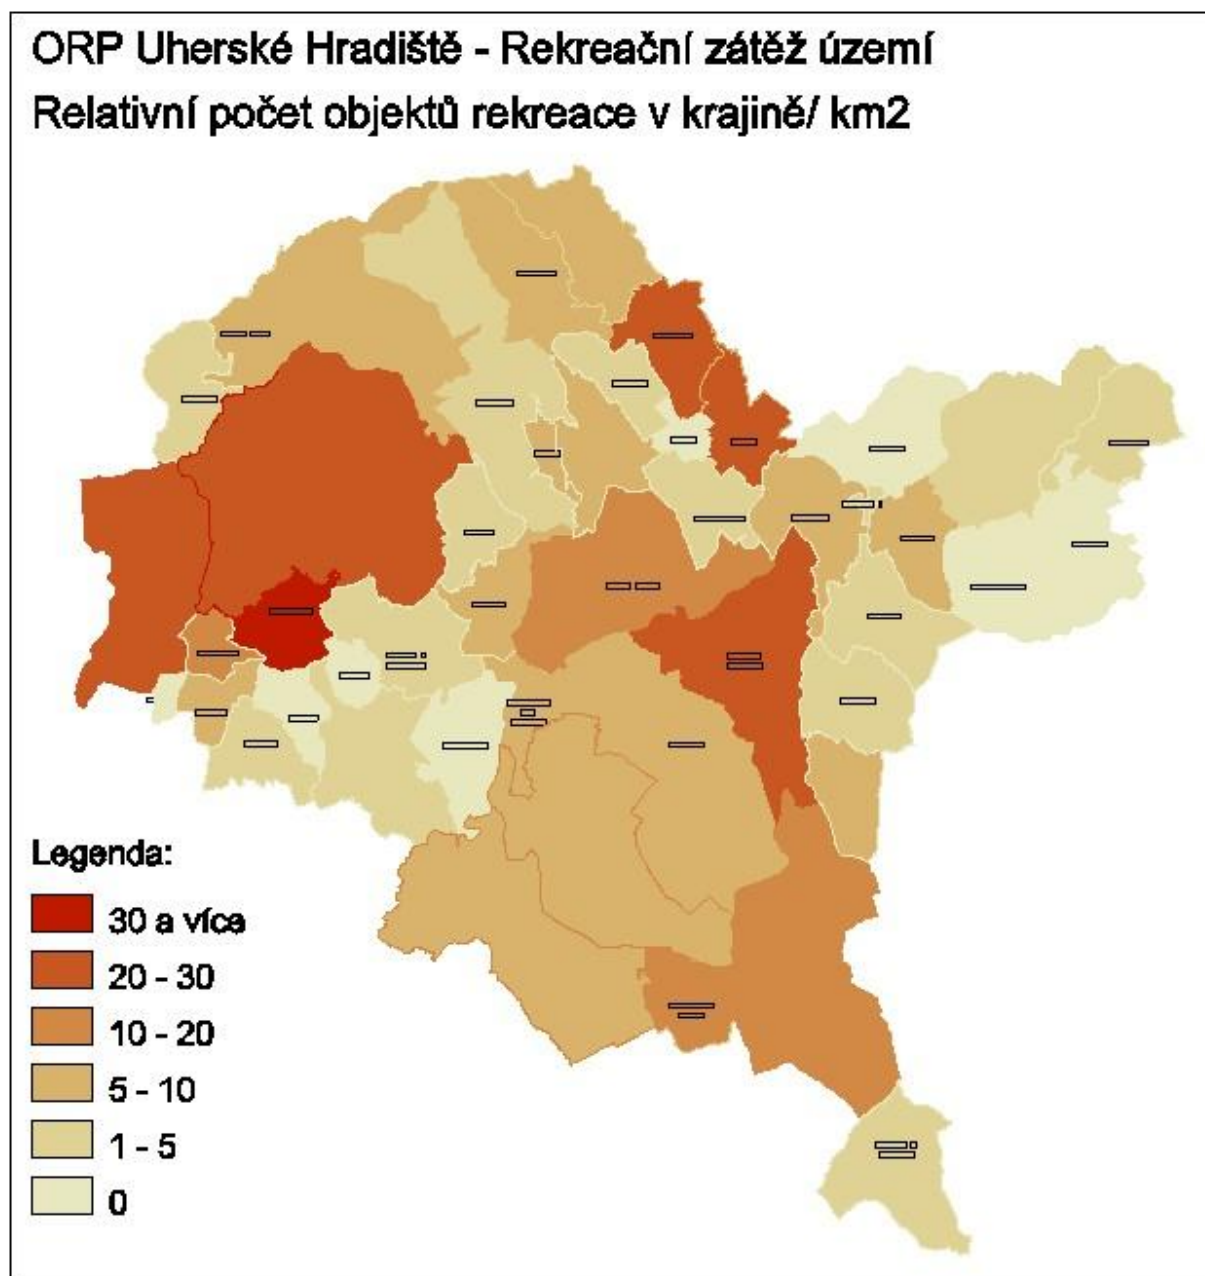 ORP Uherské Hradiště - Rekreační zátěž území
Relativní počet objektů rekreace v krajině/ km2
Legenda:
30 a více
20 - 30
10 - 20
5 - 10
1 - 5
0